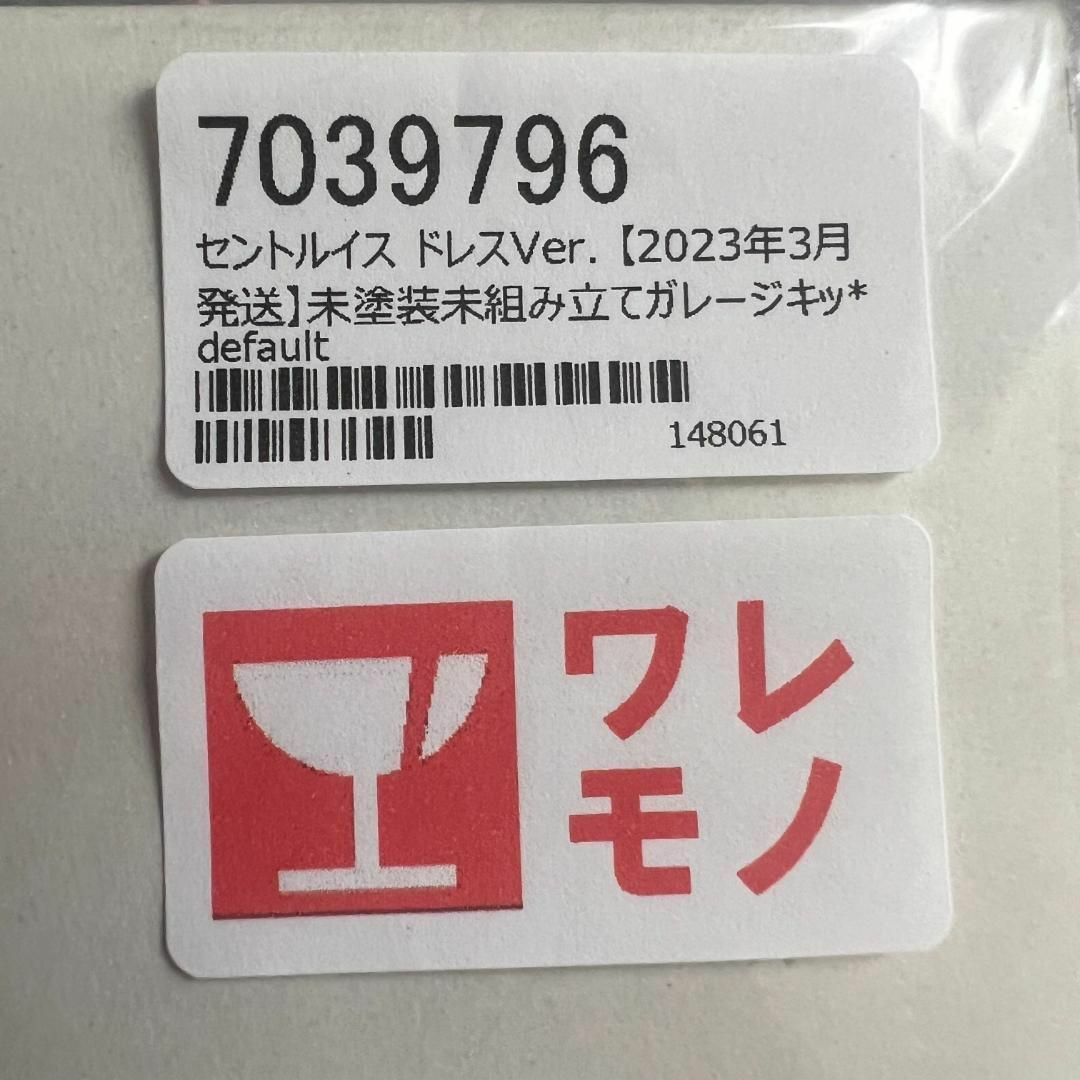 7039796
セントルイス ドレスVer.【2023年3月
発送】未塗装未組み立てガレージキッ*
default
148061
ワレ
モノ